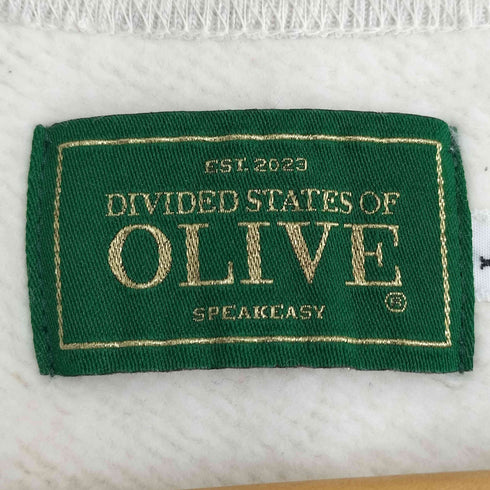 EST. 2023
DIVIDED STATES OF
OLIVE
®
SPEAKEASY